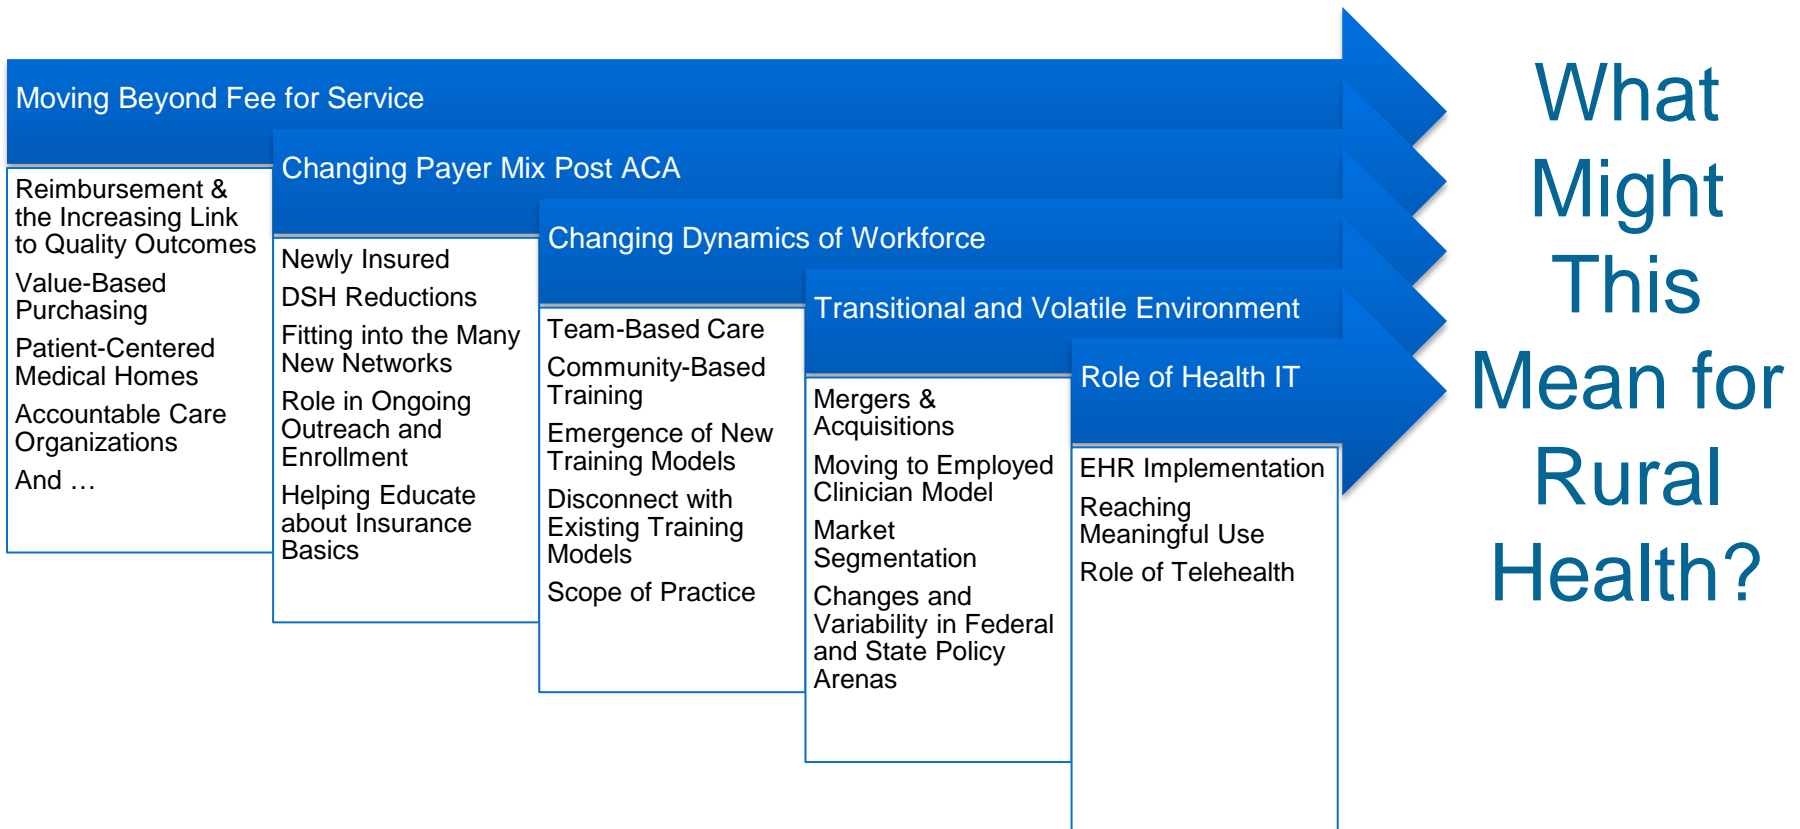 Moving Beyond Fee for Service
Reimbursement &
the Increasing Link
to Quality Outcomes
Value-Based
Purchasing
Patient-Centered
Medical Homes
Accountable Care
Organizations
And …
Changing Payer Mix Post ACA
Newly Insured
DSH Reductions
Fitting into the Many
New Networks
Role in Ongoing
Outreach and
Enrollment
Helping Educate
about Insurance
Basics
Changing Dynamics of Workforce
Team-Based Care
Community-Based
Training
Emergence of New
Training Models
Disconnect with
Existing Training
Models
Scope of Practice
Transitional and Volatile Environment
Mergers &
Acquisitions
Moving to Employed
Clinician Model
Market
Segmentation
Changes and
Variability in Federal
and State Policy
Arenas
Role of Health IT
EHR Implementation
Reaching
Meaningful Use
Role of Telehealth
What
Might
This
Mean for
Rural
Health?